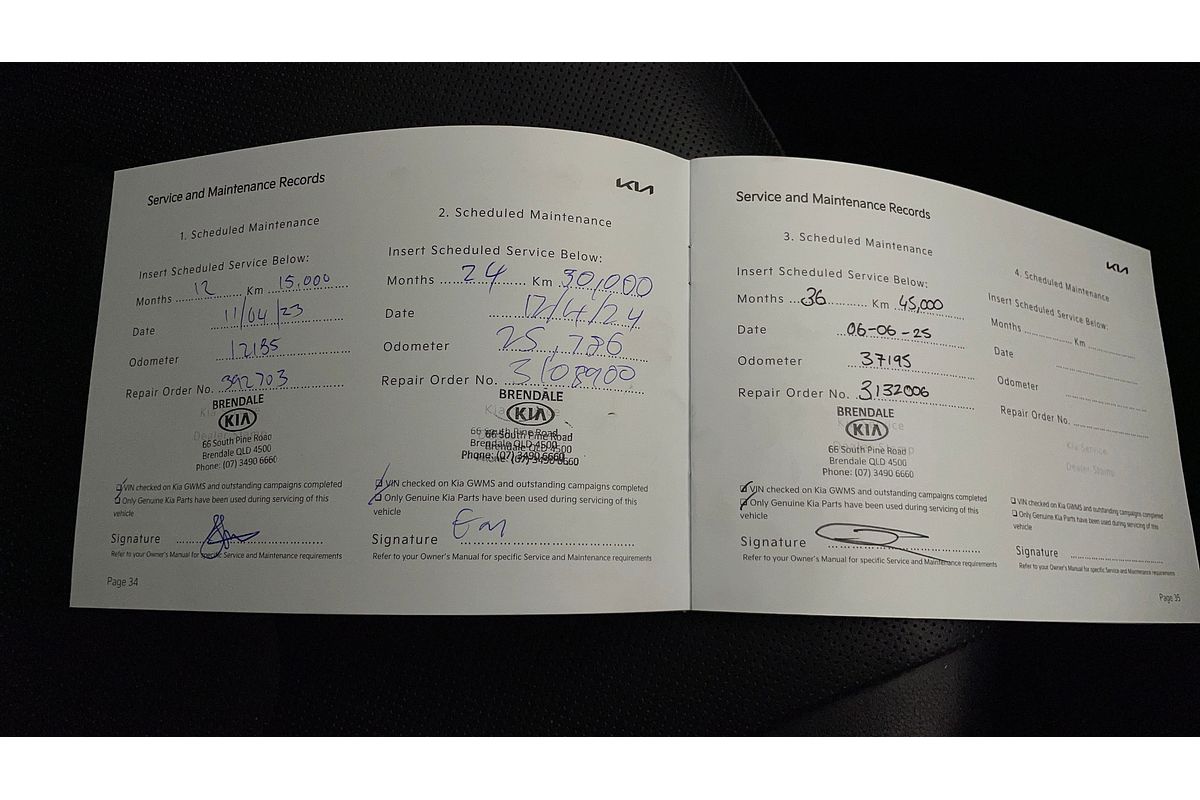 Service and Maintenance Records
KIA
1. Scheduled Maintenance
Insert Scheduled Service Below:
Months 12 Km 15,000
Date 11/04/23
Odometer 12135
Repair Order No. 392703
BRENDALE
KIA
66 South Pine Road
Brendale QLD 4500
Phone: (07) 3490 6660
VIN checked on Kia GWMS and outstanding campaigns completed
Only Genuine Kia Parts have been used during servicing of this
vehicle
Signature
Refer to your Owner's Manual for specific Service and Maintenance requirements
Page 34
2. Scheduled Maintenance
Insert Scheduled Service Below:
Months 24 Km 30,000
Date 17/4/24
Odometer 25,786
Repair Order No. 3108900
BRENDALE
KIA
66 South Pine Road
Brendale QLD 4500
Phone: (07) 3490 6660
VIN checked on Kia GWMS and outstanding campaigns completed
Only Genuine Kia Parts have been used during servicing of this
vehicle
Signature
Refer to your Owner's Manual for specific Service and Maintenance requirements
Service and Maintenance Records
KIA
3. Scheduled Maintenance
Insert Scheduled Service Below:
Months 36 Km 45,000
Date 06-06-25
Odometer 37195
Repair Order No. 3132006
BRENDALE
KIA
66 South Pine Road
Brendale QLD 4500
Phone: (07) 3490 6660
VIN checked on Kia GWMS and outstanding campaigns completed
Only Genuine Kia Parts have been used during servicing of this
vehicle
Signature
Refer to your Owner's Manual for specific Service and Maintenance requirements
4. Scheduled Maintenance
Insert Scheduled Service Below:
Months Km
Date
Odometer
Repair Order No.
Kia Service
Dealer Stamp
VIN checked on Kia GWMS and outstanding campaigns completed
Only Genuine Kia Parts have been used during servicing of this
vehicle
Signature
Refer to your Owner's Manual for specific Service and Maintenance requirements
Page 35